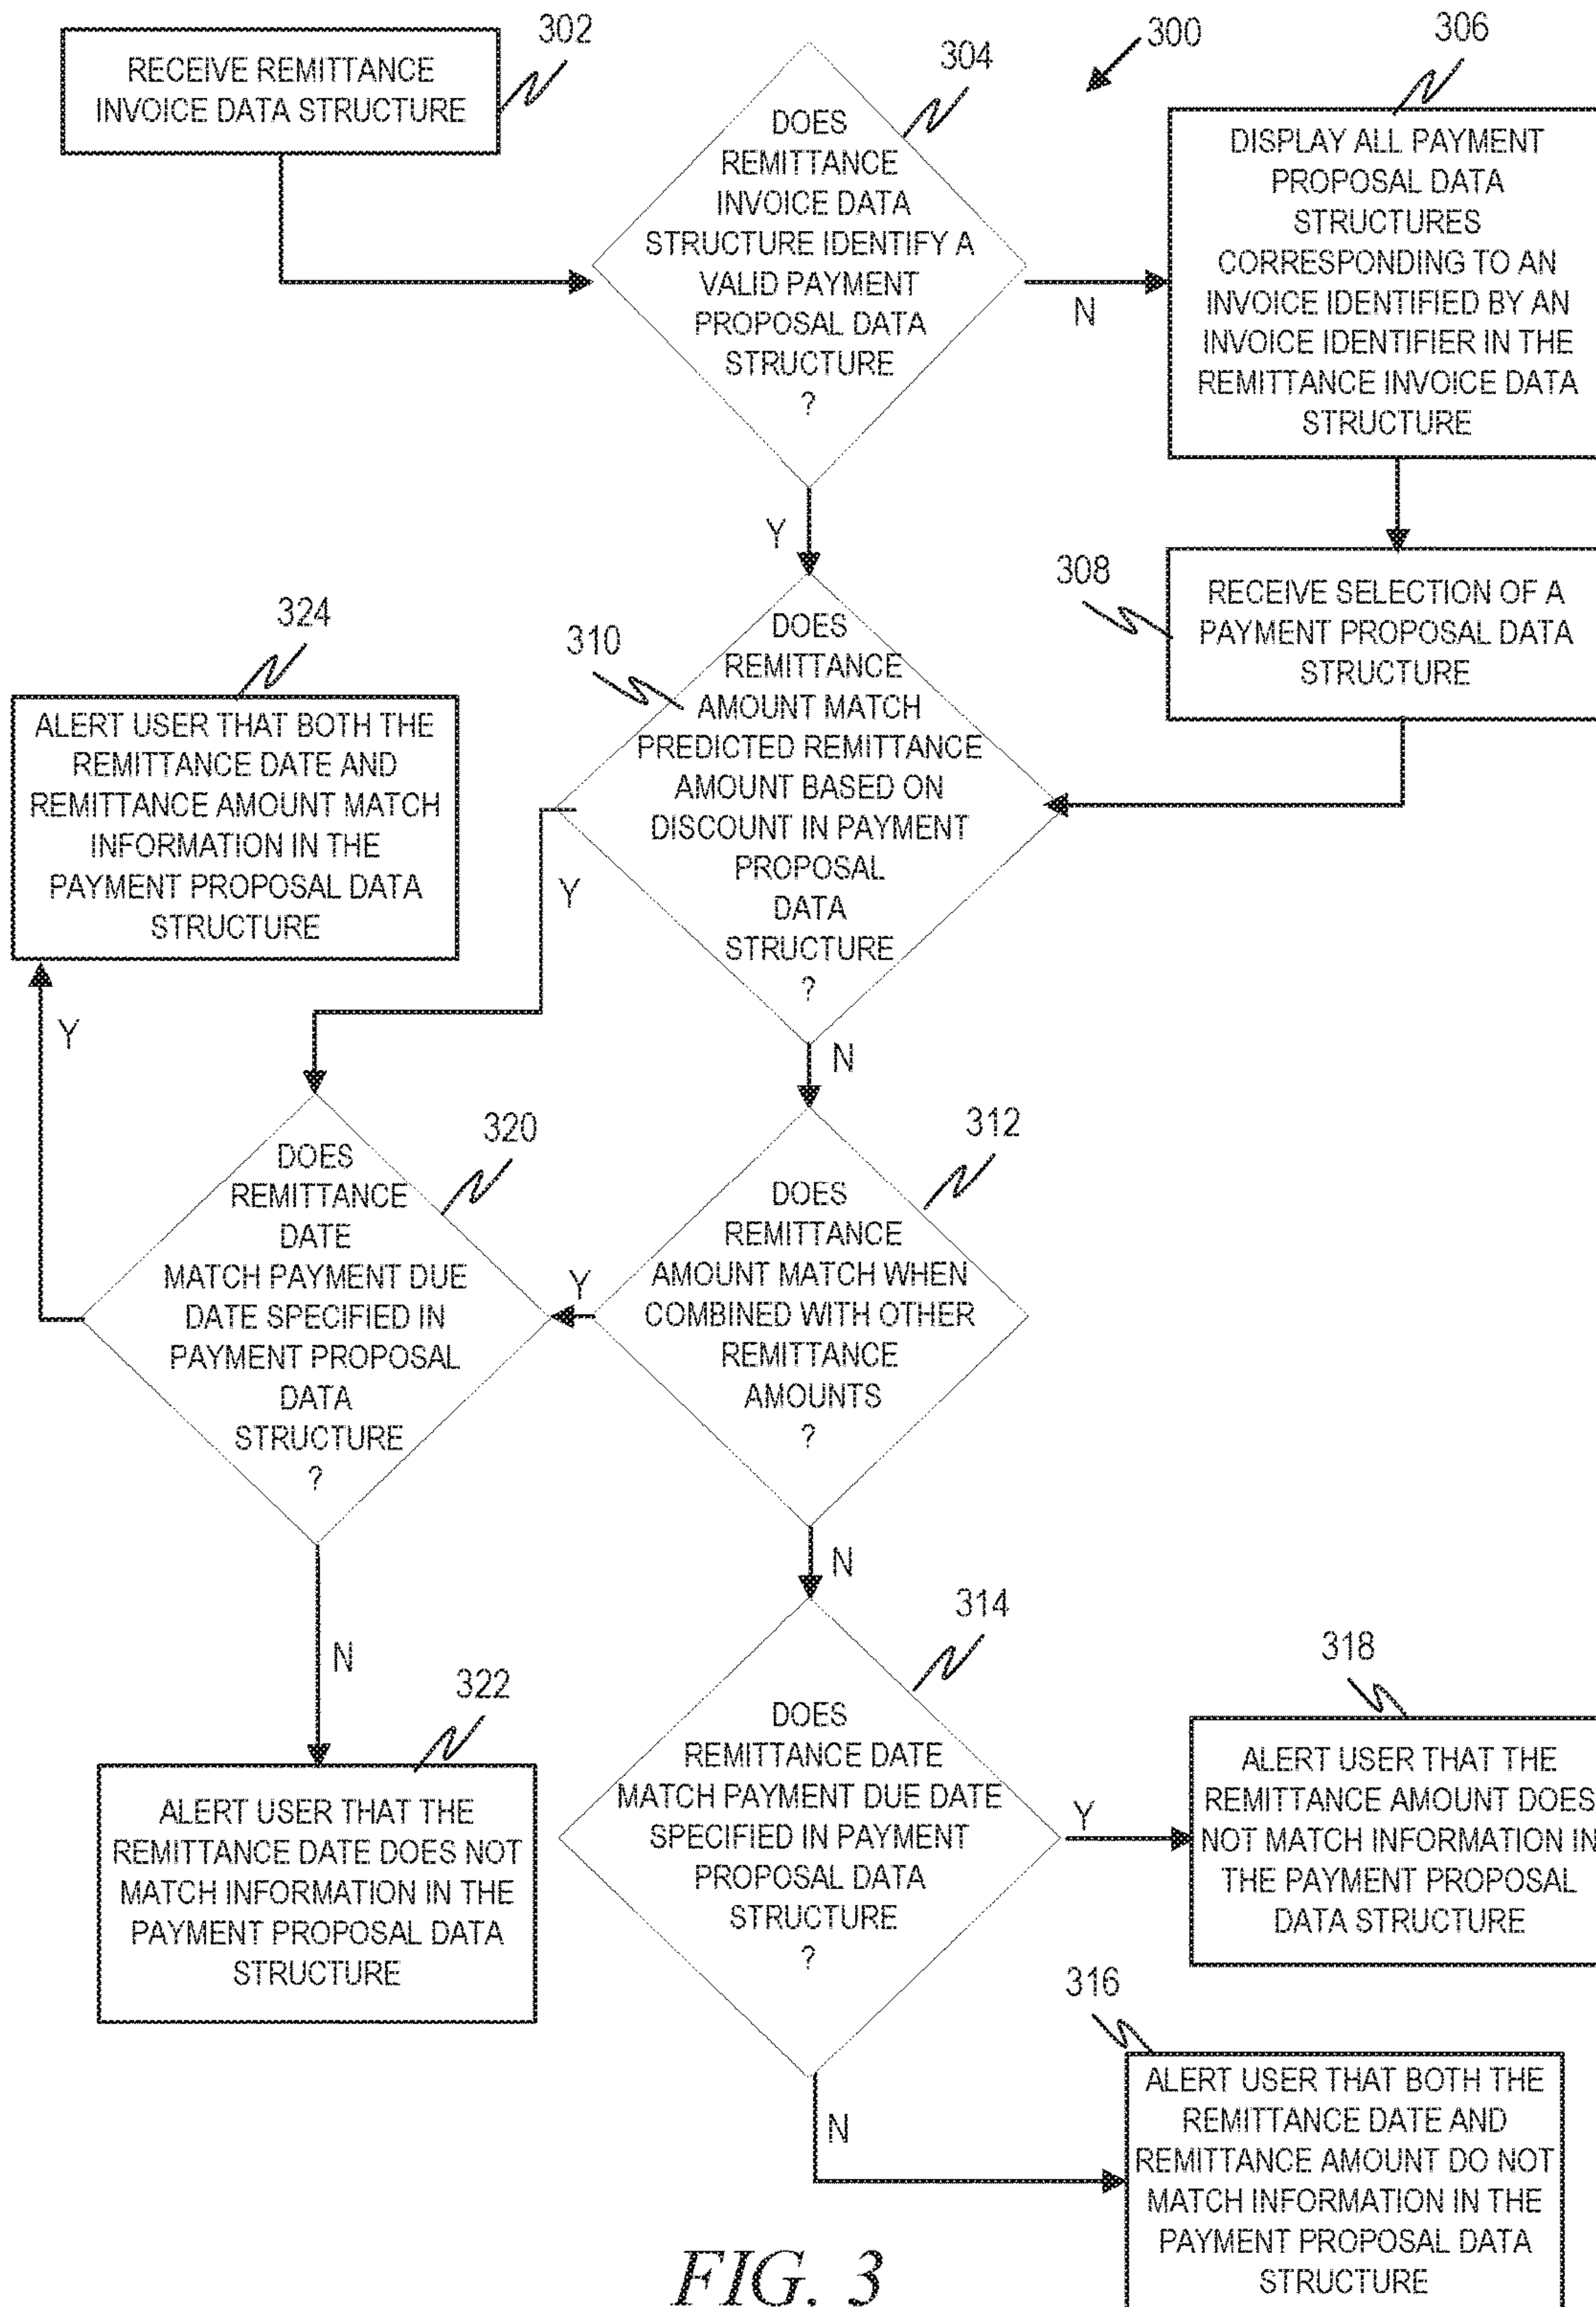 302
RECEIVE REMITTANCE
INVOICE DATA STRUCTURE
304
DOES
REMITTANCE
INVOICE DATA
STRUCTURE IDENTIFY A
VALID PAYMENT
PROPOSAL DATA
STRUCTURE
?
300
306
DISPLAY ALL PAYMENT
PROPOSAL DATA
STRUCTURES
CORRESPONDING TO AN
INVOICE IDENTIFIED BY AN
INVOICE IDENTIFIER IN THE
REMITTANCE INVOICE DATA
STRUCTURE
N
Y
308
RECEIVE SELECTION OF A
PAYMENT PROPOSAL DATA
STRUCTURE
310
DOES
REMITTANCE
AMOUNT MATCH
PREDICTED REMITTANCE
AMOUNT BASED ON
DISCOUNT IN PAYMENT
PROPOSAL
DATA
STRUCTURE
?
324
ALERT USER THAT BOTH THE
REMITTANCE DATE AND
REMITTANCE AMOUNT MATCH
INFORMATION IN THE
PAYMENT PROPOSAL DATA
STRUCTURE
Y
Y
N
320
DOES
REMITTANCE
DATE
MATCH PAYMENT DUE
DATE SPECIFIED IN
PAYMENT PROPOSAL
DATA
STRUCTURE
?
Y
312
DOES
REMITTANCE
AMOUNT MATCH WHEN
COMBINED WITH OTHER
REMITTANCE
AMOUNTS
?
N
N
322
ALERT USER THAT THE
REMITTANCE DATE DOES NOT
MATCH INFORMATION IN THE
PAYMENT PROPOSAL DATA
STRUCTURE
314
DOES
REMITTANCE DATE
MATCH PAYMENT DUE DATE
SPECIFIED IN PAYMENT
PROPOSAL DATA
STRUCTURE
?
Y
318
ALERT USER THAT THE
REMITTANCE AMOUNT DOES
NOT MATCH INFORMATION IN
THE PAYMENT PROPOSAL
DATA STRUCTURE
N
316
ALERT USER THAT BOTH THE
REMITTANCE DATE AND
REMITTANCE AMOUNT DO NOT
MATCH INFORMATION IN THE
PAYMENT PROPOSAL DATA
STRUCTURE
FIG. 3